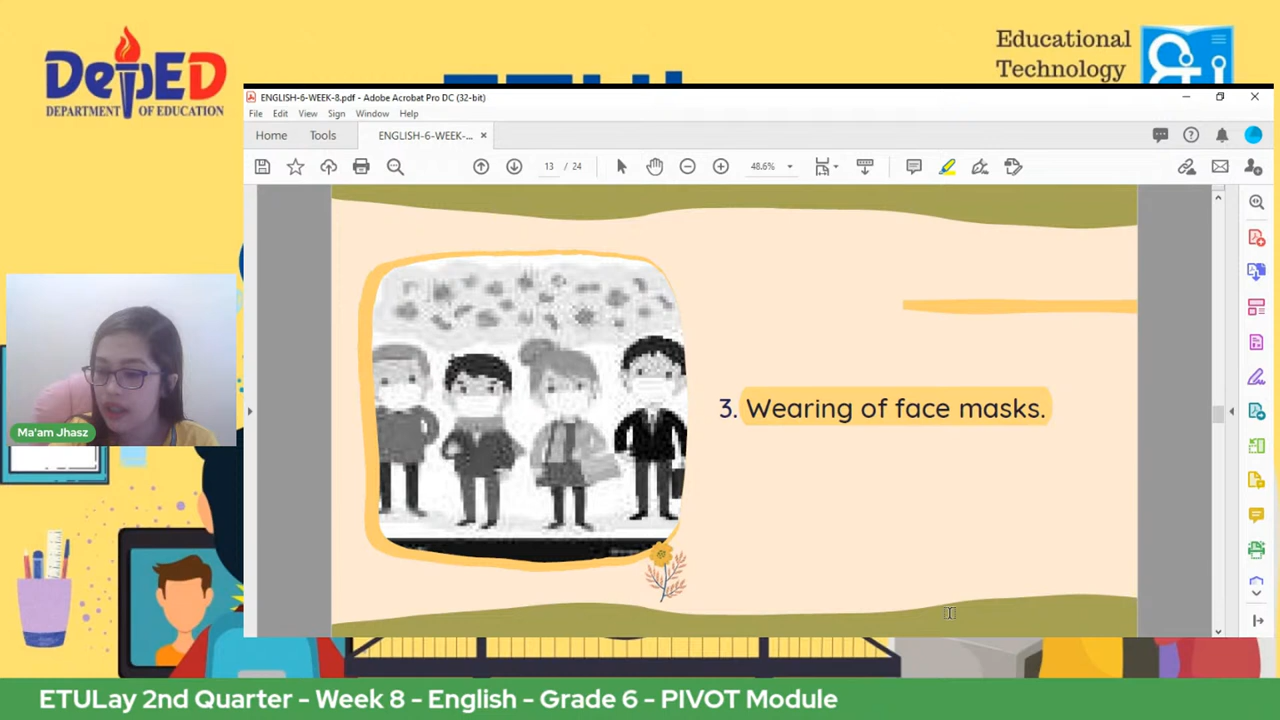 DepED
DEPARTMENT OF EDUCATION
Educational
Technology
ENGLISH-6-WEEK-8.pdf - Adobe Acrobat Pro DC (32-bit)
File Edit View Sign Window Help
Home Tools ENGLISH-6-WEEK-... ×
13 / 24 48.6%
3. Wearing of face masks.
Ma'am Jhasz
ETULay 2nd Quarter - Week 8 - English - Grade 6 - PIVOT Module